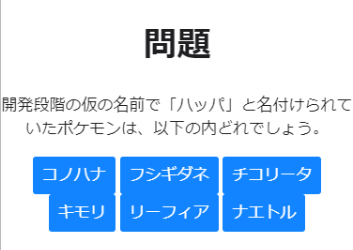 問題
開発段階の仮の名前で「ハッパ」と名付けられて
いたポケモンは、以下の内どれでしょう。
コノハナ フシギダネ チコリータ
キモリ リーフィア ナエトル